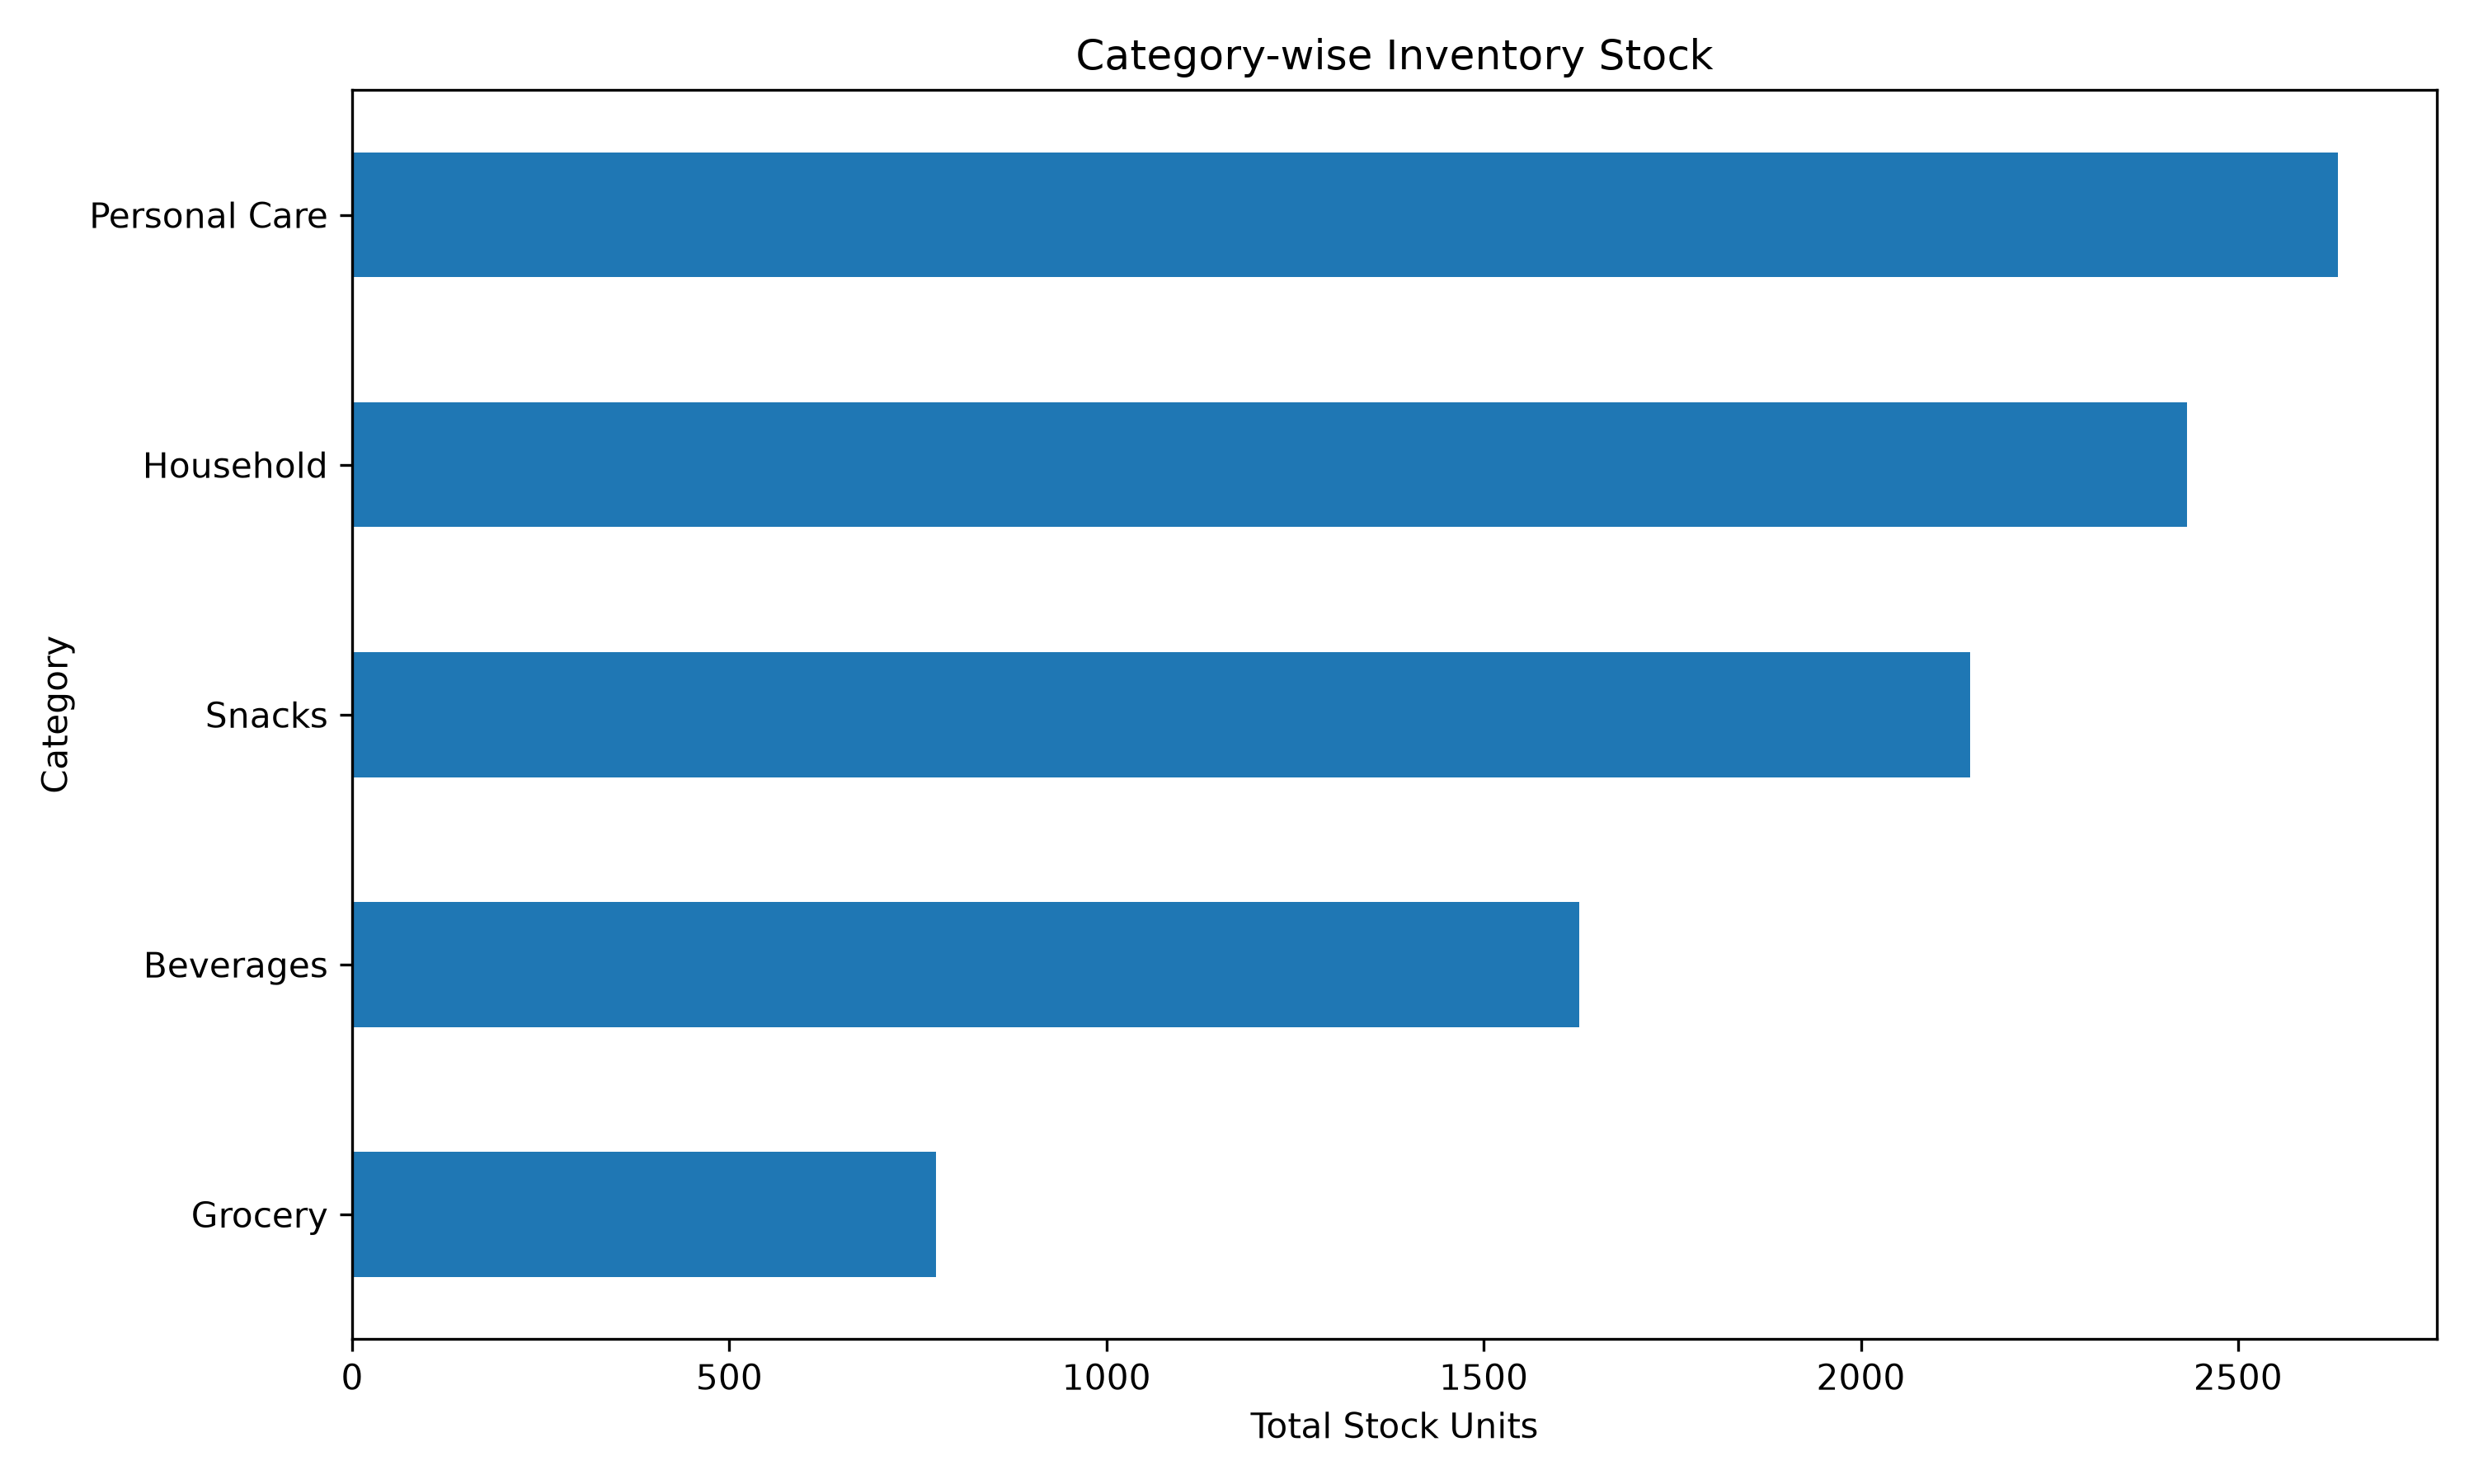 Category-wise Inventory Stock
Personal Care
Household
Snacks
Beverages
Grocery
Category
0 500 1000 1500 2000 2500
Total Stock Units